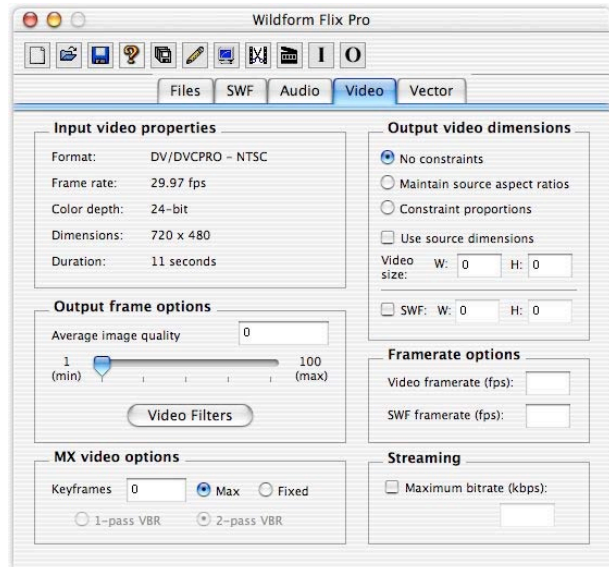 Wildform Flix Pro
I O
Files SWF Audio Video Vector
Input video properties
Format: DV/DVCPRO – NTSC
Frame rate: 29.97 fps
Color depth: 24-bit
Dimensions: 720 x 480
Duration: 11 seconds
Output frame options
Average image quality 0
1 100
(min) (max)
Video Filters
MX video options
Keyframes 0 Max Fixed
1-pass VBR 2-pass VBR
Output video dimensions
No constraints
Maintain source aspect ratios
Constraint proportions
Use source dimensions
Video size: W: 0 H: 0
SWF: W: 0 H: 0
Framerate options
Video framerate (fps):
SWF framerate (fps):
Streaming
Maximum bitrate (kbps):